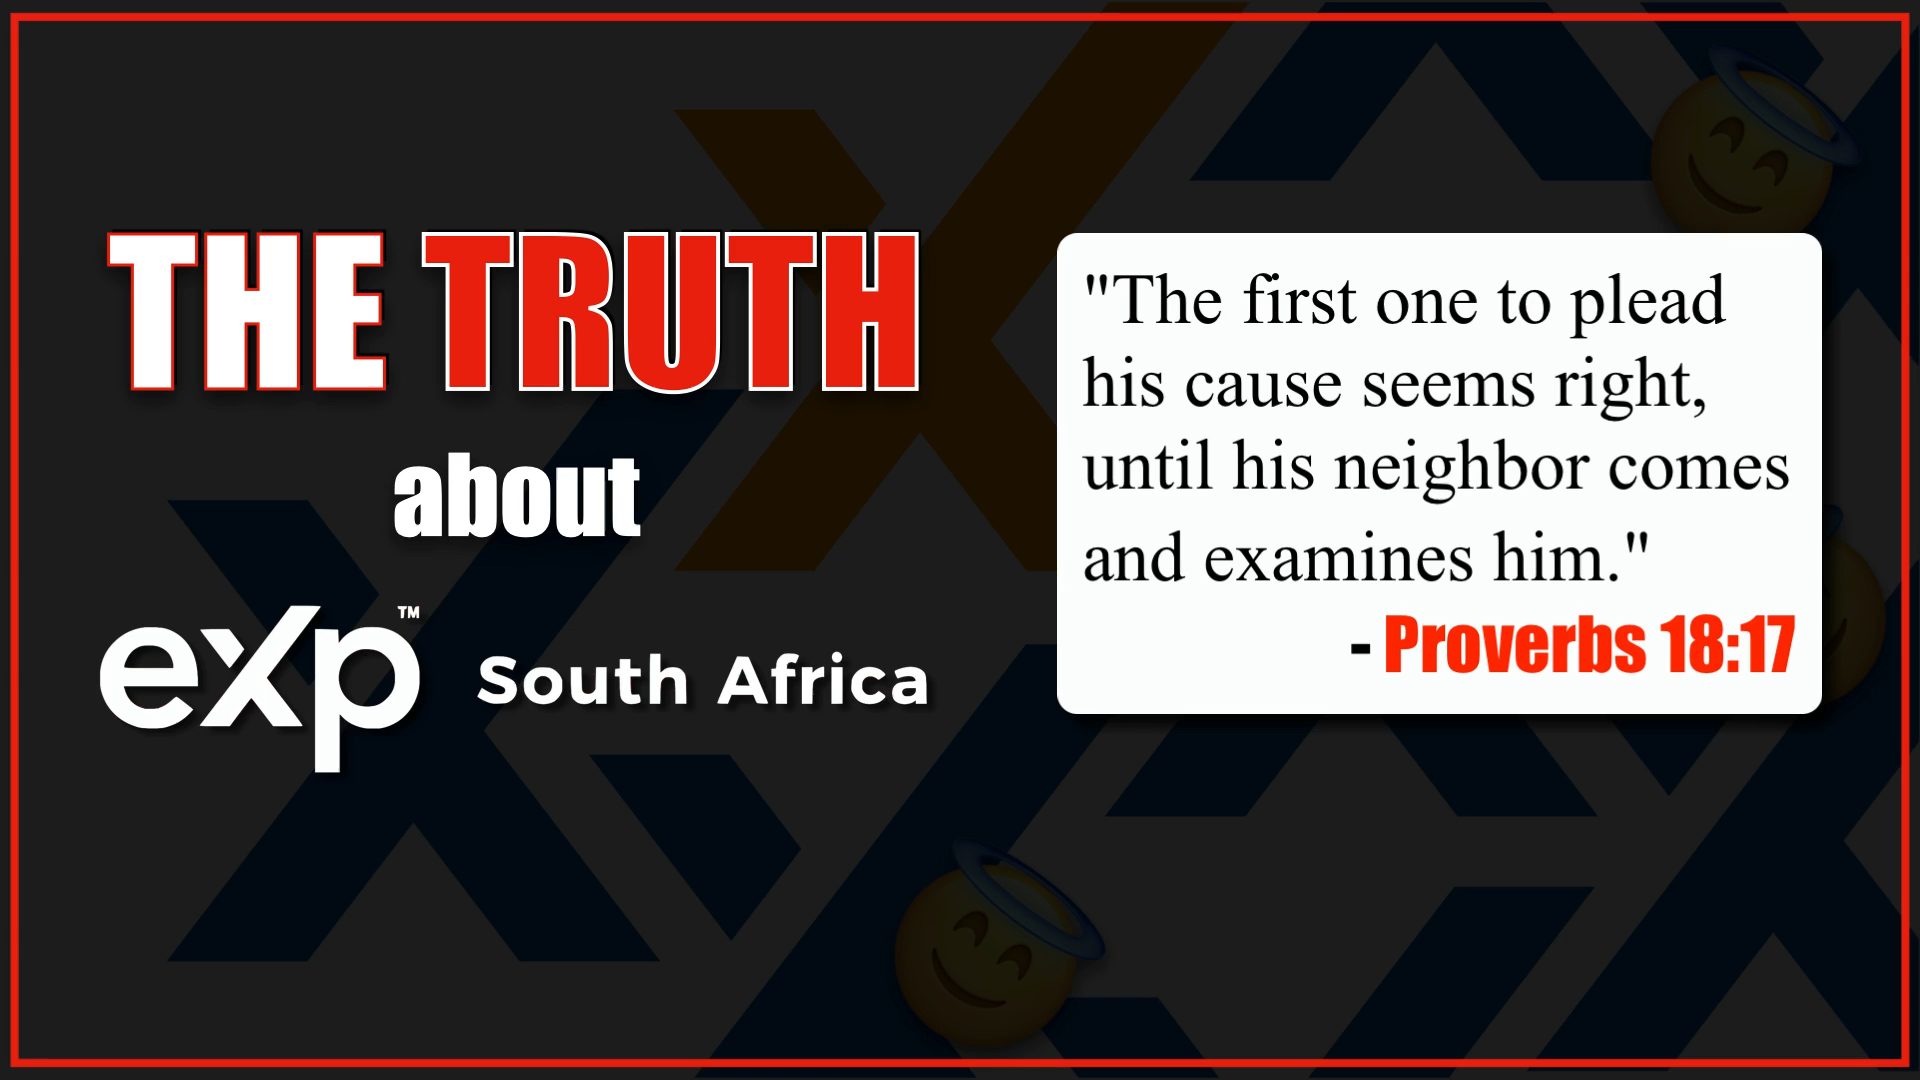 THE TRUTH
about
eXp™ South Africa
"The first one to plead
his cause seems right,
until his neighbor comes
and examines him."
- Proverbs 18:17